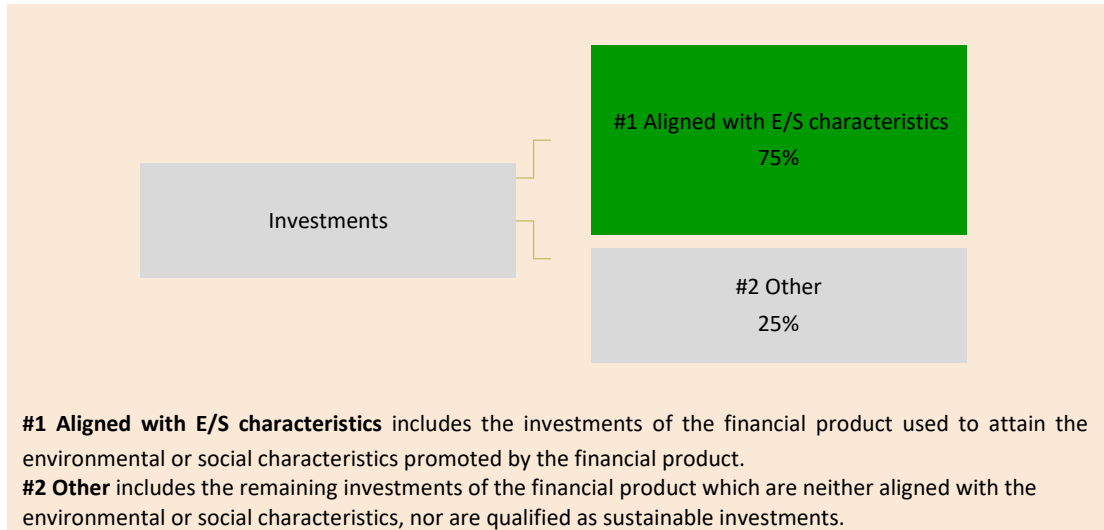 #1 Aligned with E/S characteristics
75%
Investments
#2 Other
25%
#1 Aligned with E/S characteristics includes the investments of the financial product used to attain the
environmental or social characteristics promoted by the financial product.
#2 Other includes the remaining investments of the financial product which are neither aligned with the
environmental or social characteristics, nor are qualified as sustainable investments.